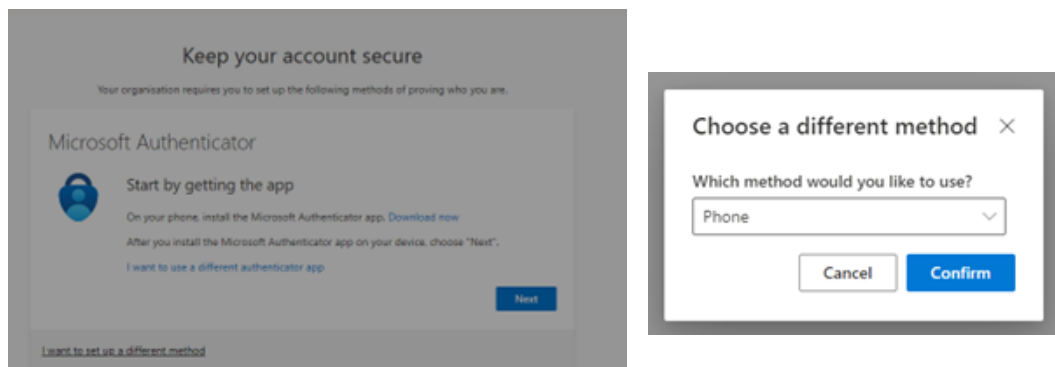 Keep your account secure
Your organisation requires you to set up the following methods of proving who you are.
Microsoft Authenticator
Start by getting the app
On your phone, install the Microsoft Authenticator app. Download now
After you install the Microsoft Authenticator app on your device, choose "Next".
I want to use a different authenticator app
Next
I want to set up a different method
Choose a different method
Which method would you like to use?
Phone
Cancel
Confirm